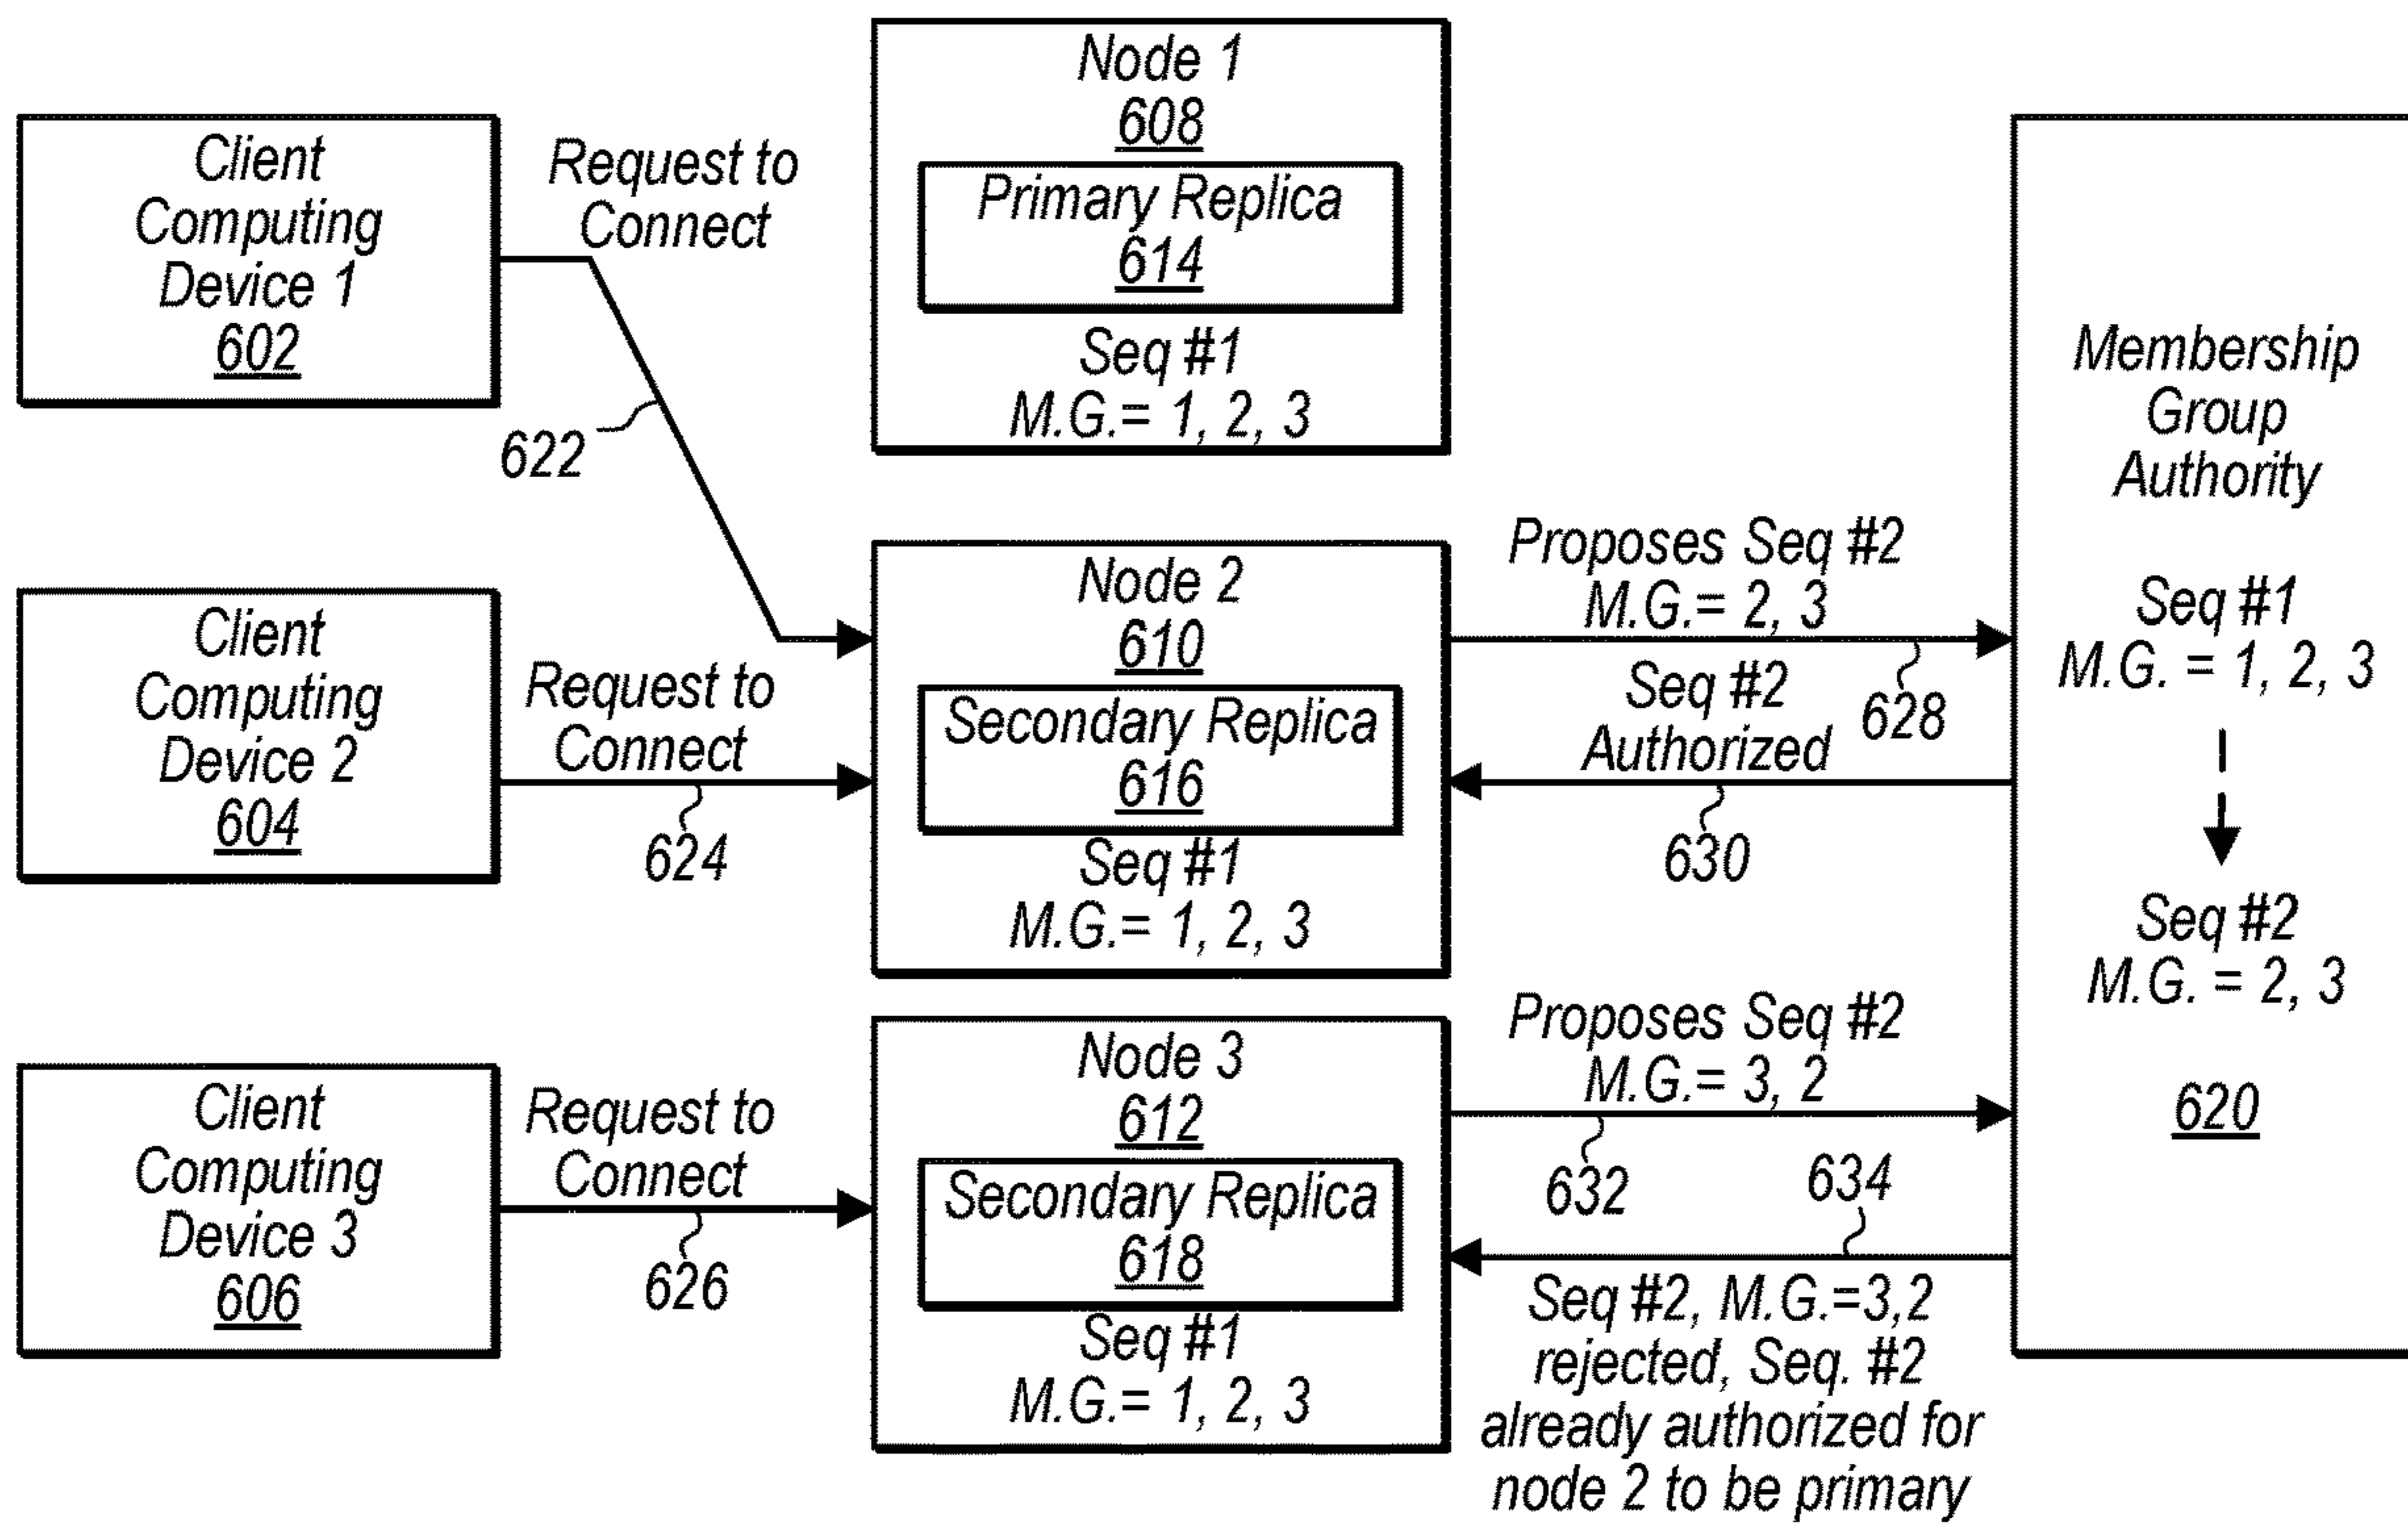 Client
Computing
Device 1
602
Request to
Connect
622
Node 1
608
Primary Replica
614
Seq #1
M.G.= 1, 2, 3
Client
Computing
Device 2
604
Request to
Connect
624
Node 2
610
Secondary Replica
616
Seq #1
M.G.= 1, 2, 3
Proposes Seq #2
M.G.= 2, 3
628
Seq #2
Authorized
630
Client
Computing
Device 3
606
Request to
Connect
626
Node 3
612
Secondary Replica
618
Seq #1
M.G.= 1, 2, 3
Proposes Seq #2
M.G.= 3, 2
632
634
Seq #2, M.G.=3,2
rejected, Seq. #2
already authorized for
node 2 to be primary
Membership
Group
Authority
Seq #1
M.G. = 1, 2, 3
Seq #2
M.G. = 2, 3
620